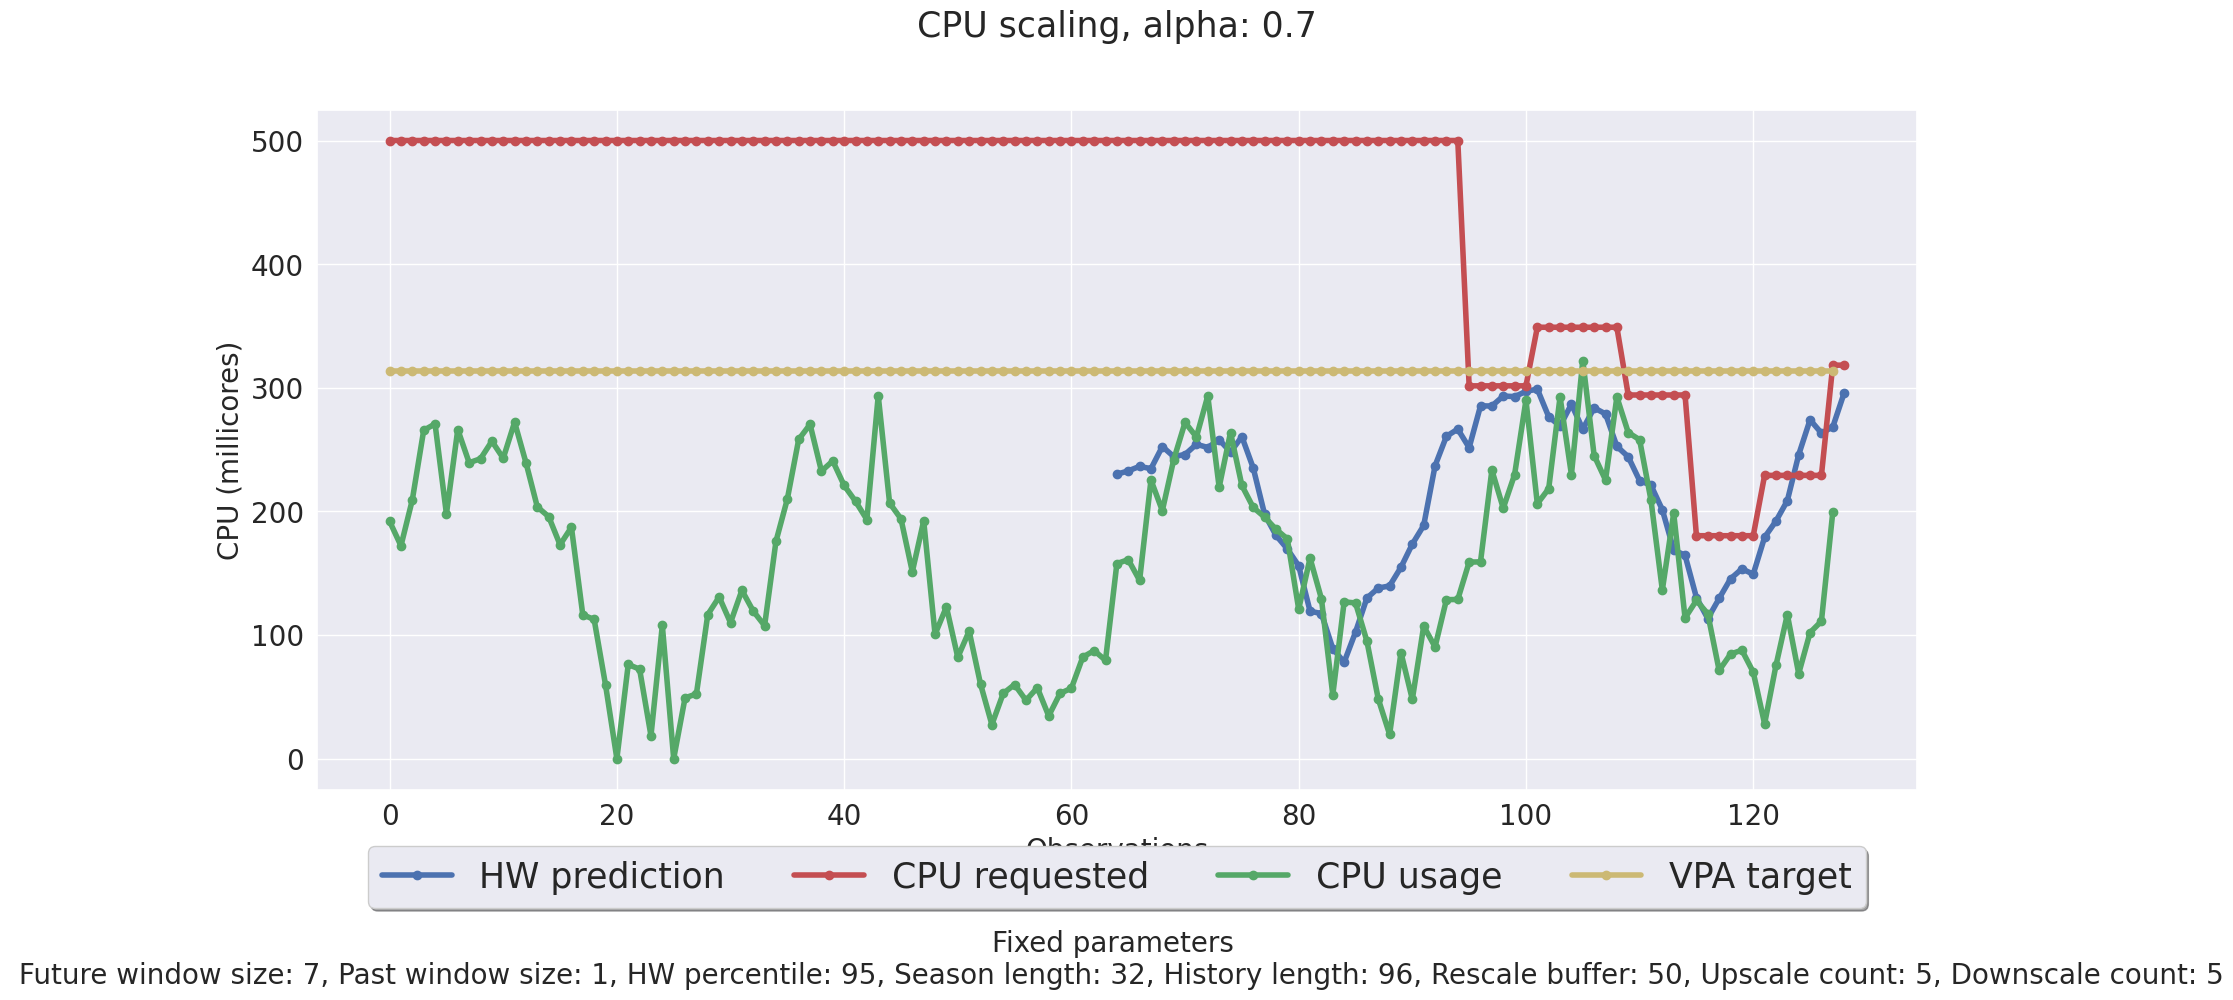 CPU scaling, alpha: 0.7
500
400
300
200
100
0
CPU (millicores)
0 20 40 60 80 100 120
Observations
HW prediction CPU requested CPU usage VPA target
Fixed parameters
Future window size: 7, Past window size: 1, HW percentile: 95, Season length: 32, History length: 96, Rescale buffer: 50, Upscale count: 5, Downscale count: 5